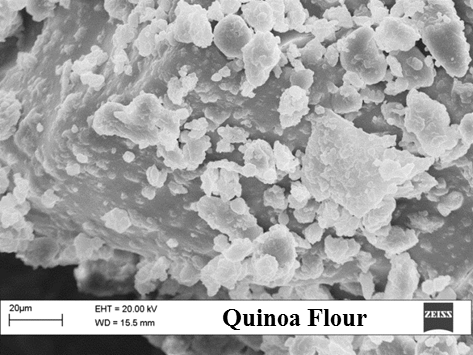 20µm
EHT = 20.00 kV
WD = 15.5 mm
Quinoa Flour
ZEISS